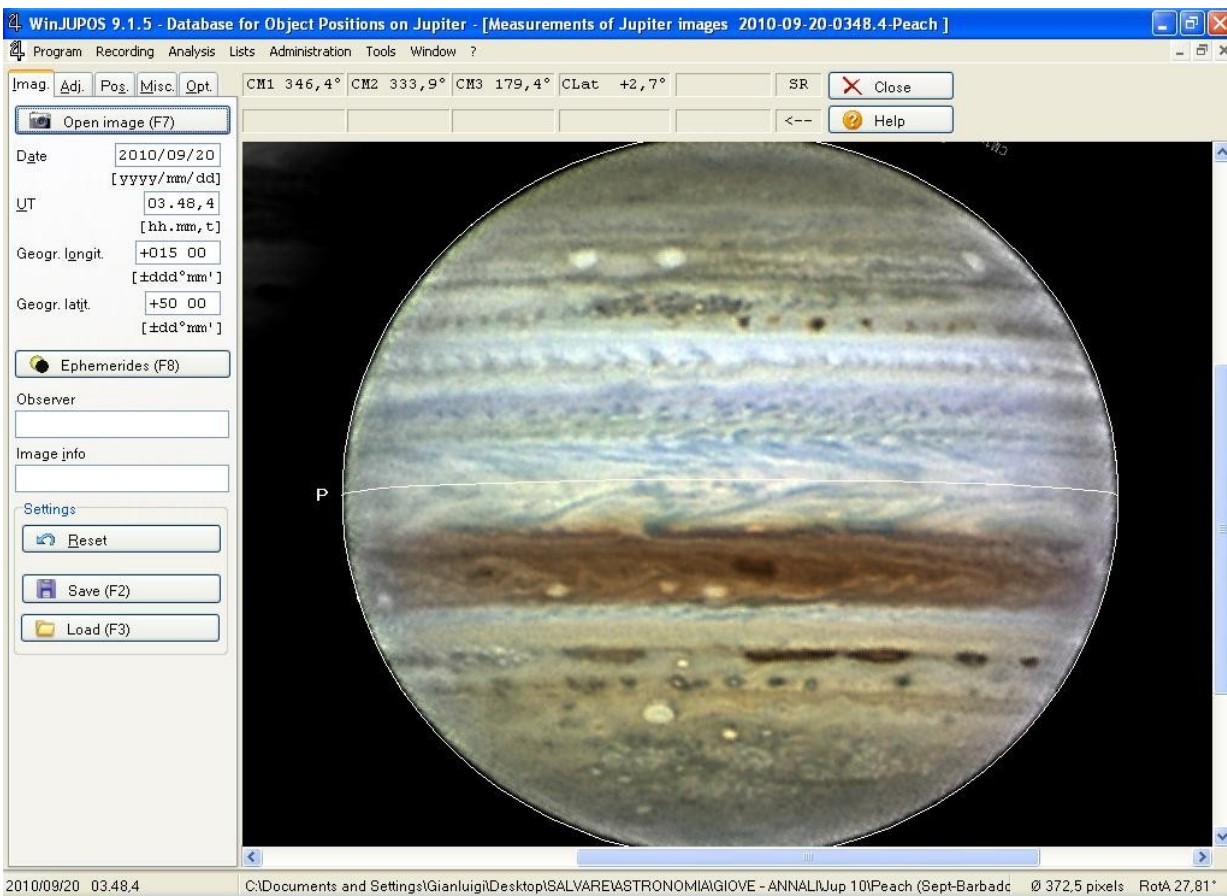 WinJUPOS 9.1.5 - Database for Object Positions on Jupiter - [Measurements of Jupiter images 2010-09-20-0348.4-Peach ]
Program Recording Analysis Lists Administration Tools Window ?
Imag. Adj. Pos. Misc. Opt.
CM1 346,4° CM2 333,9° CM3 179,4° CLat +2,7° SR Close
Open image (F7)
<-- Help
Date 2010/09/20
[yyyy/mm/dd]
UT 03.48,4
[hh.mm,t]
Geogr. longit. +015 00
[±ddd°mm']
Geogr. latit. +50 00
[±dd°mm']
Ephemerides (F8)
Observer
Image info
P
Settings
Reset
Save (F2)
Load (F3)
2010/09/20 03.48,4 C:\Documents and Settings\Gianluigi\Desktop\SALVARE\ASTRONOMIA\GIOVE - ANNALI\Jup 10\Peach (Sept-Barbadc Ø 372,5 pixels RotA 27,81°